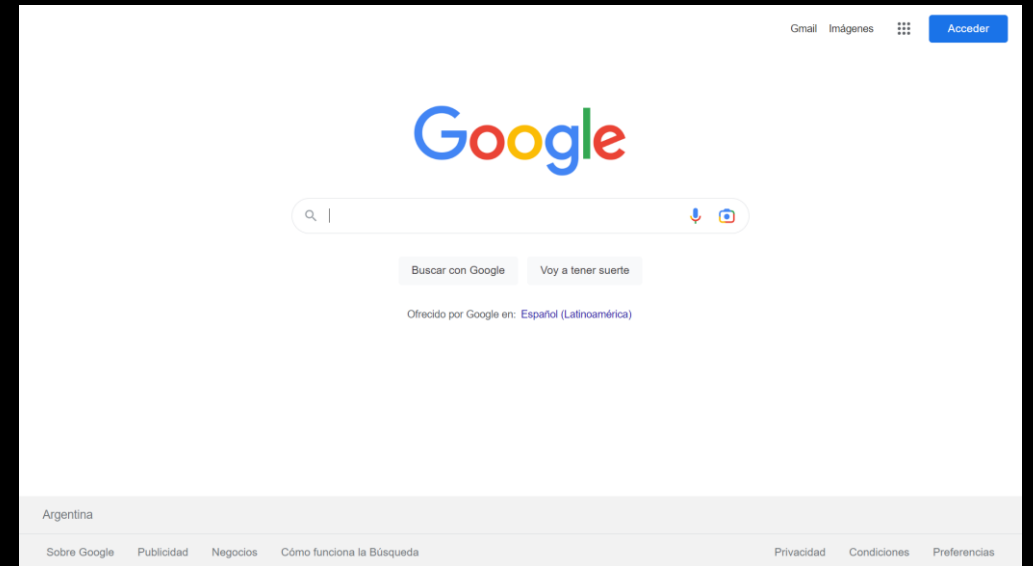 Gmail Imágenes Acceder
Google
Buscar con Google Voy a tener suerte
Ofrecido por Google en: Español (Latinoamérica)
Argentina
Sobre Google Publicidad Negocios Cómo funciona la Búsqueda Privacidad Condiciones Preferencias